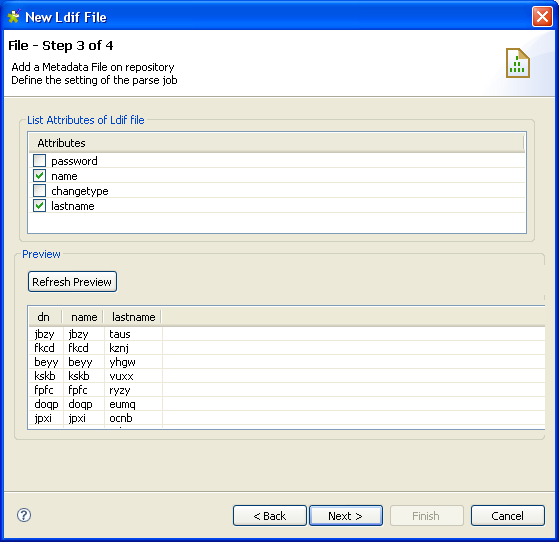 New Ldif File
File - Step 3 of 4
Add a Metadata File on repository
Define the setting of the parse job
List Attributes of Ldif file
Attributes
password
name
changetype
lastname
Preview
Refresh Preview
dn name lastname
jbzy jbzy taus
fkcd fkcd kznj
beyy beyy yhgw
kskb kskb vuxx
fpfc fpfc ryzy
doqp doqp eumq
jpxi jpxi ocnb
?
< Back Next > Finish Cancel